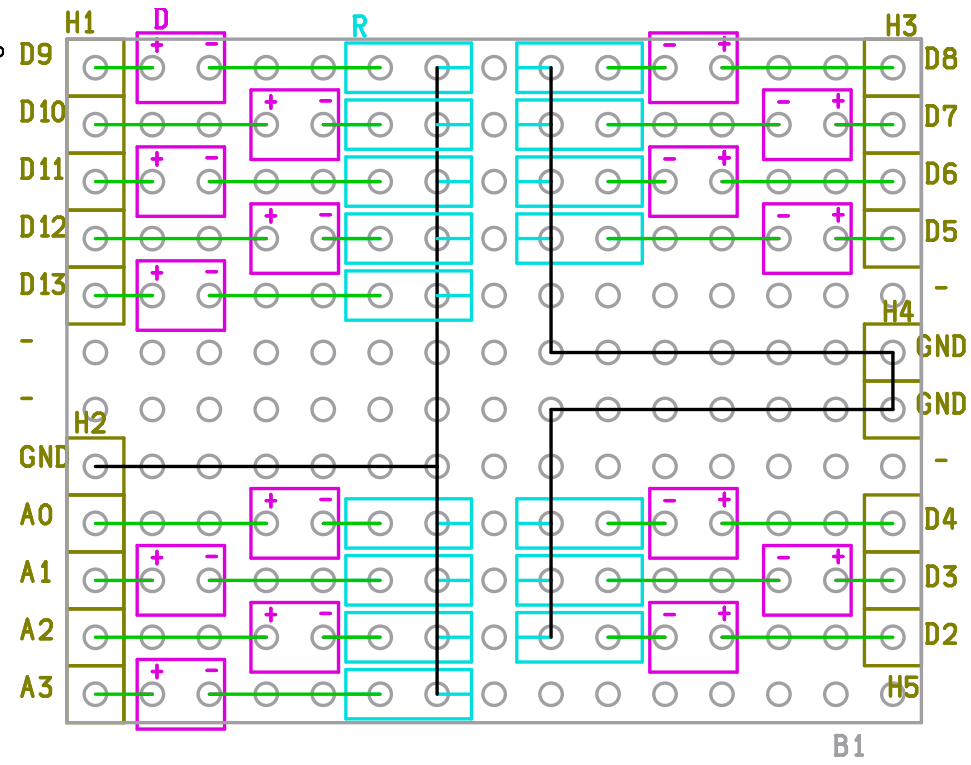 H1 D R H3
D9 + - - + D8
D10 + - - + D7
D11 + - - + D6
D12 + - - + D5
D13 + - -
H4
- GND
- GND
H2
GND -
A0 + - - + D4
A1 + - - + D3
A2 + - - + D2
A3 + - H5
B1